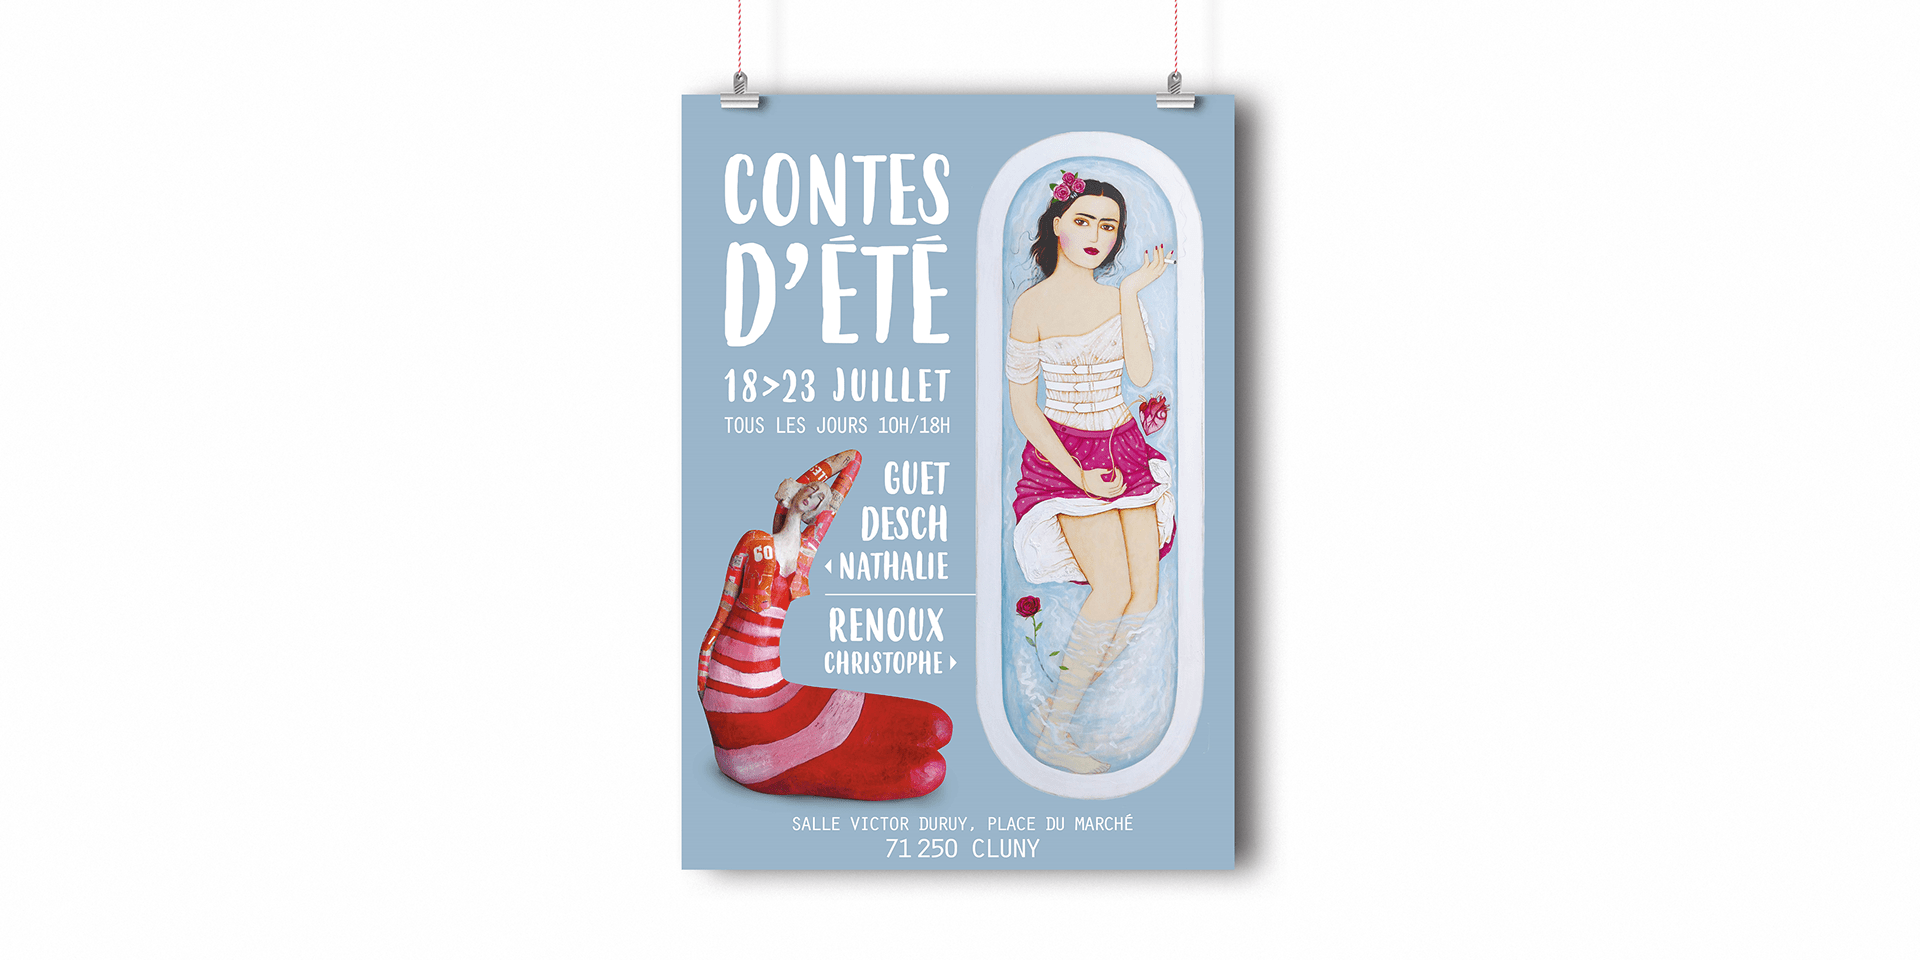 CONTES
D'ÉTÉ
18>23 JUILLET
TOUS LES JOURS 10H/18H
GUET
DESCH
NATHALIE
RENOUX
CHRISTOPHE
GO
SALLE VICTOR DURUY, PLACE DU MARCHÉ
71 250 CLUNY